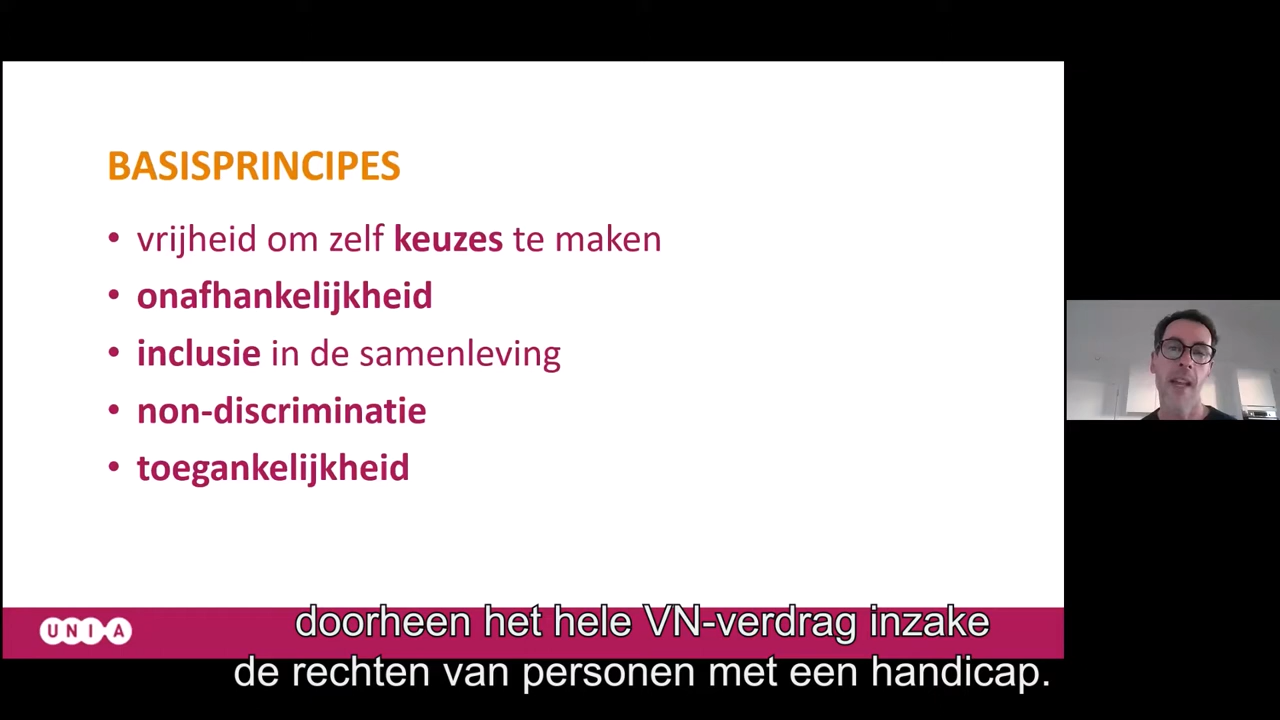 BASISPRINCIPES
• vrijheid om zelf keuzes te maken
• onafhankelijkheid
• inclusie in de samenleving
• non-discriminatie
• toegankelijkheid
UNIA
doorheen het hele VN-verdrag inzake
de rechten van personen met een handicap.